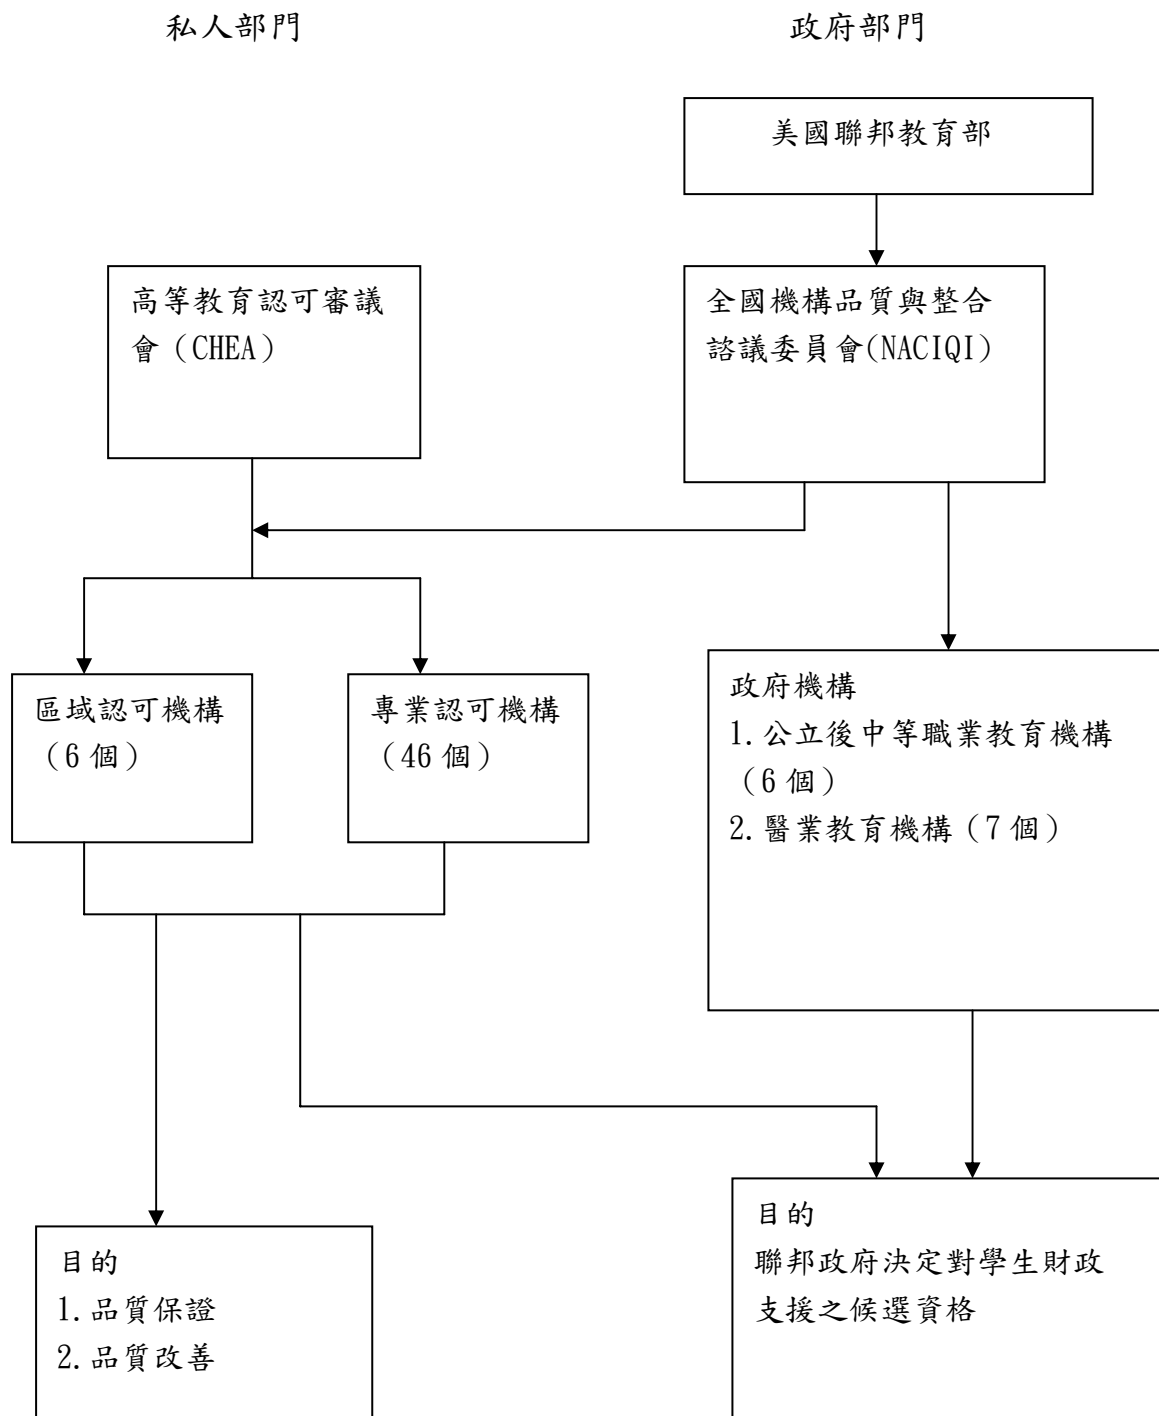 私人部門
政府部門
美國聯邦教育部
高等教育認可審議
會（CHEA）
全國機構品質與整合
諮議委員會(NACIQI)
區域認可機構
（6個）
專業認可機構
（46個）
政府機構
1.公立後中等職業教育機構
（6個）
2.醫業教育機構（7個）
目的
1.品質保證
2.品質改善
目的
聯邦政府決定對學生財政
支援之候選資格